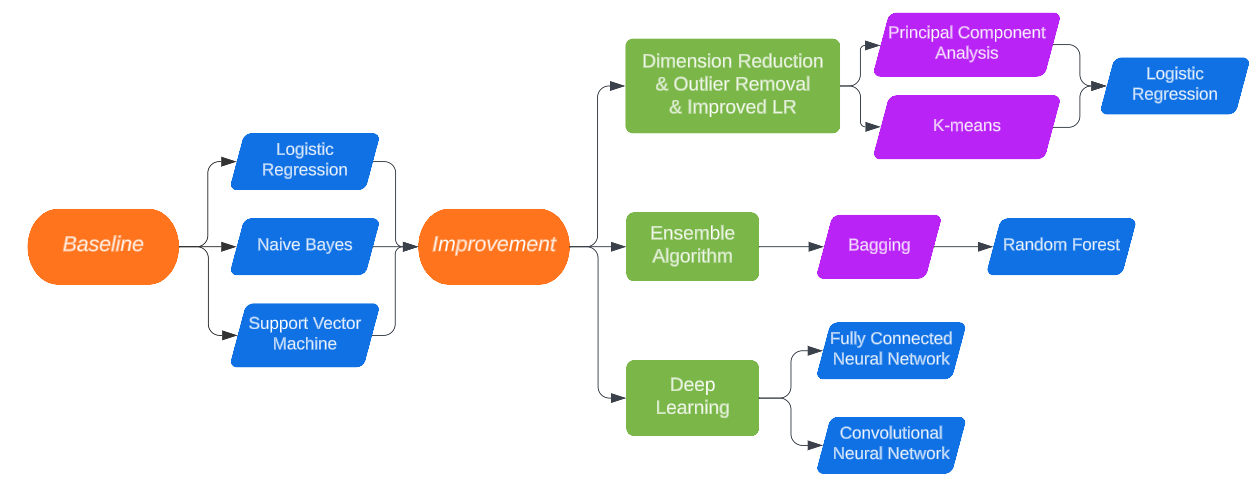 Baseline
Logistic
Regression
Naive Bayes
Support Vector
Machine
Improvement
Dimension Reduction
& Outlier Removal
& Improved LR
Principal Component
Analysis
K-means
Logistic
Regression
Ensemble
Algorithm
Bagging
Random Forest
Deep
Learning
Fully Connected
Neural Network
Convolutional
Neural Network